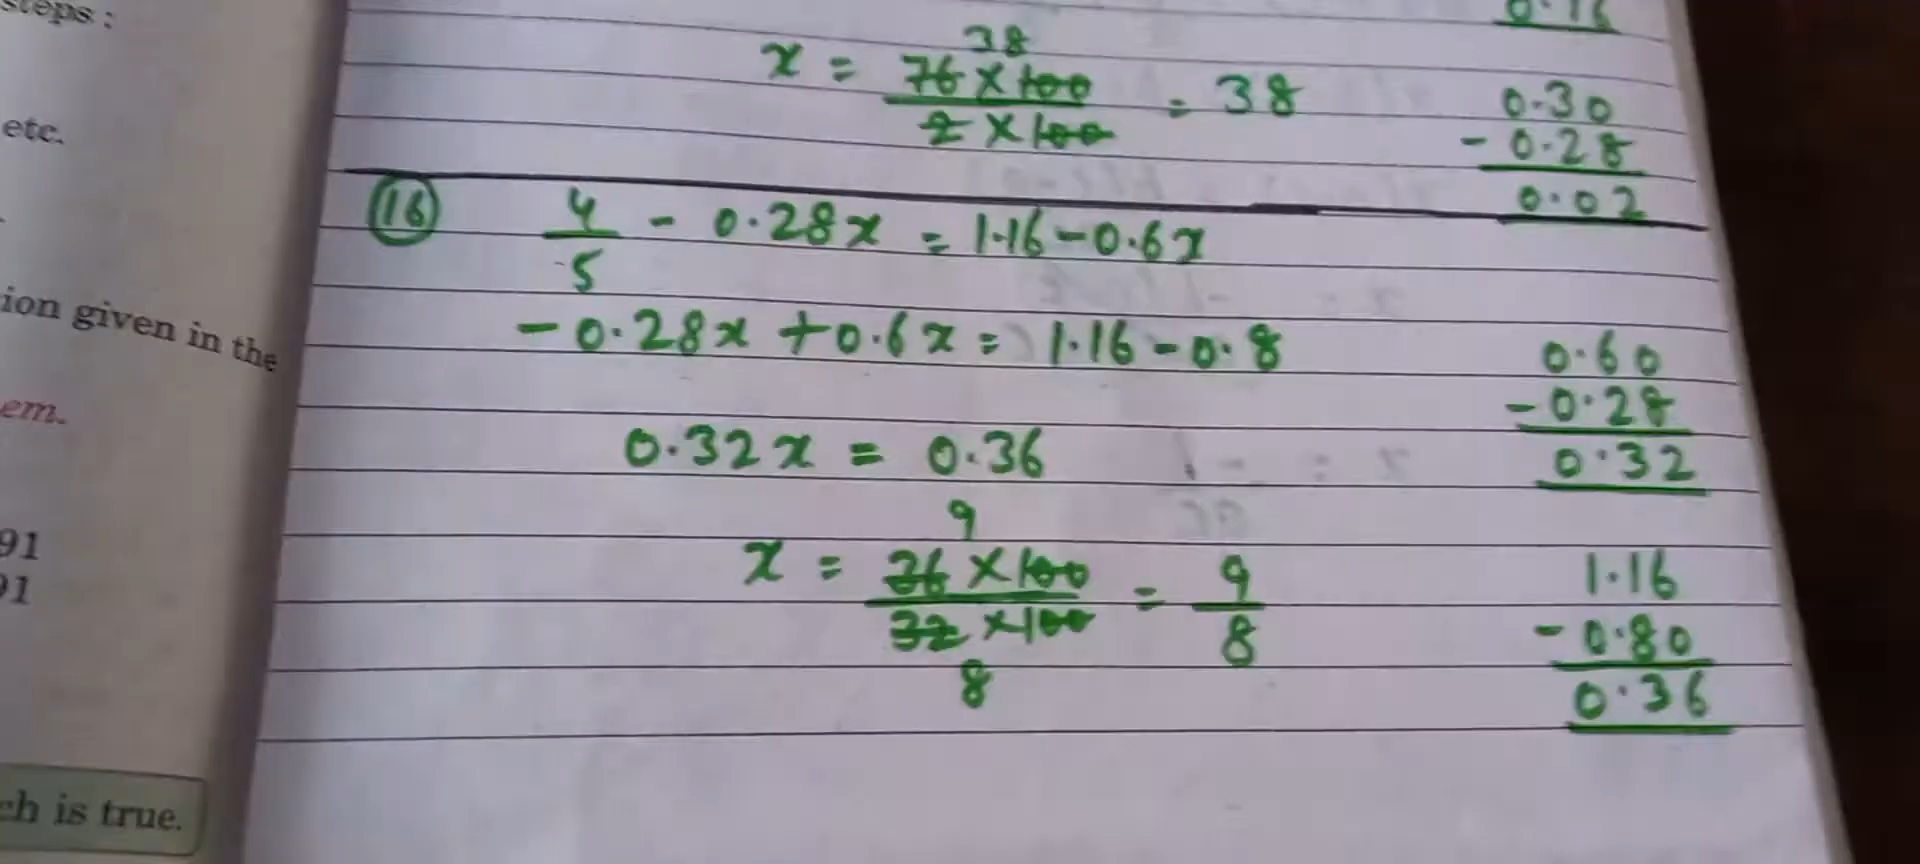 steps :
etc.
ion given in the
em.
91
91
ch is true.
0.16
38
x = 76 × 100 / 2 × 100 = 38
0.30
- 0.28
0.02
(16) 4/5 - 0.28x = 1.16 - 0.6x
- 0.28x + 0.6x = 1.16 - 0.8
0.60
- 0.28
0.32
0.32x = 0.36
9
x = 36 × 100 / 32 × 100 = 9/8
8
1.16
- 0.80
0.36